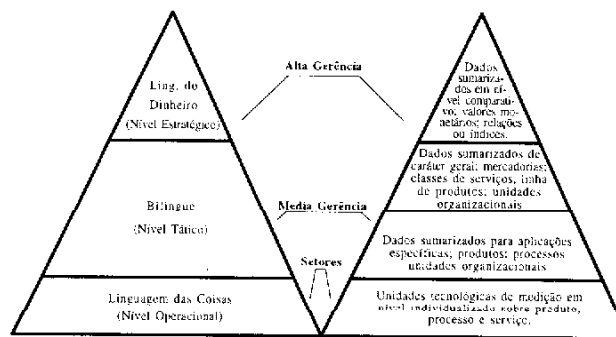 Ling. do
Dinheiro
(Nível Estratégico)
Bilíngue
(Nível Tático)
Linguagem das Coisas
(Nível Operacional)
Alta Gerência
Media Gerência
Setores
Dados
sumariza-
dos em ní-
vel comparati-
vo; valores mo-
netários; relações
ou índices.
Dados sumarizados de
caráter geral; mercadorias;
classes de serviços, linha
de produtos; unidades
organizacionais
Dados sumarizados para aplicações
específicas; produtos; processos
unidades organizacionais
Unidades tecnológicas de medição em
nível individualizado sobre produto,
processo e serviço.